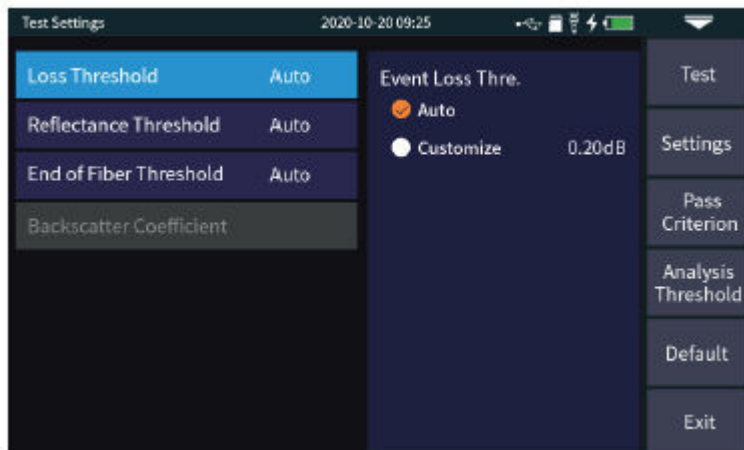 Test Settings 2020-10-20 09:25
Loss Threshold Auto
Reflectance Threshold Auto
End of Fiber Threshold Auto
Backscatter Coefficient
Event Loss Thre.
Auto
Customize 0.20dB
Test
Settings
Pass
Criterion
Analysis
Threshold
Default
Exit